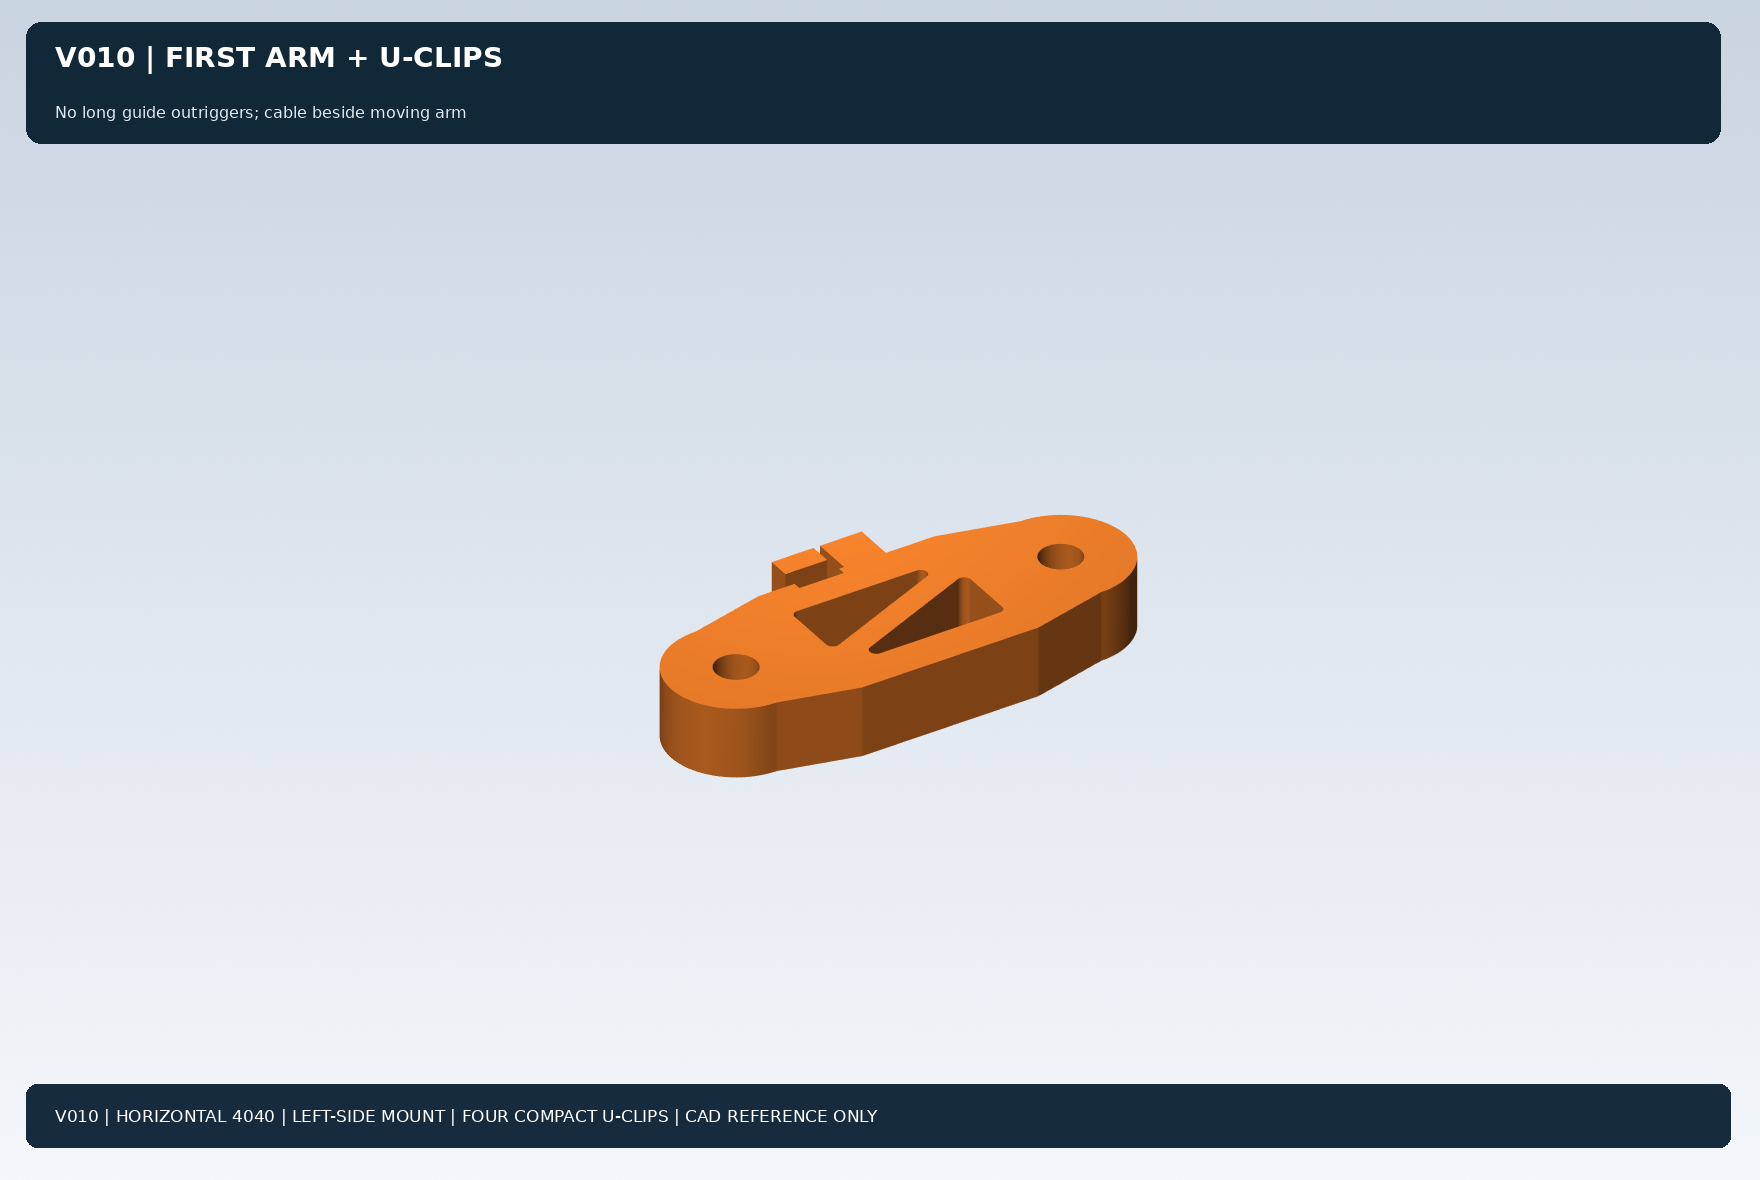 V010 | FIRST ARM + U-CLIPS
No long guide outriggers; cable beside moving arm
V010 | HORIZONTAL 4040 | LEFT-SIDE MOUNT | FOUR COMPACT U-CLIPS | CAD REFERENCE ONLY